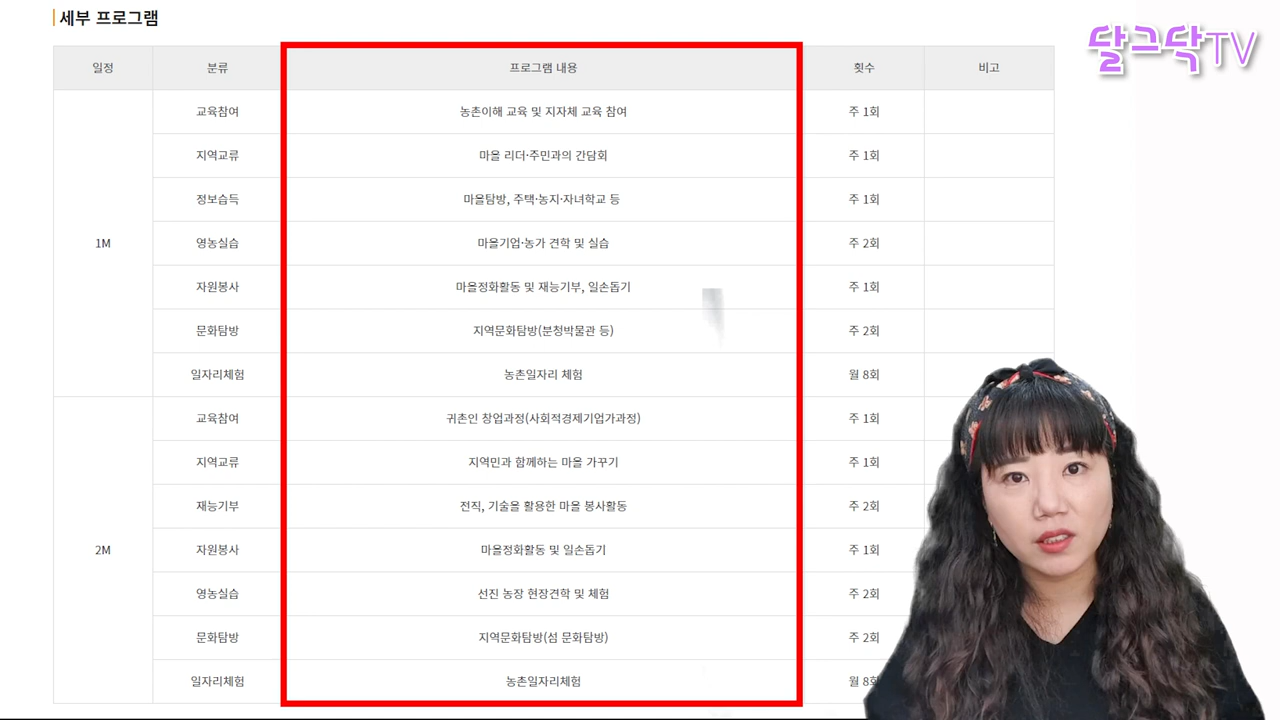 세부 프로그램
달그닥TV
일정 분류 프로그램 내용 횟수 비고
1M
교육참여 농촌이해 교육 및 지자체 교육 참여 주 1회
지역교류 마을 리더·주민과의 간담회 주 1회
정보습득 마을탐방, 주택·농지·자녀학교 등 주 1회
영농실습 마을기업·농가 견학 및 실습 주 2회
자원봉사 마을정화활동 및 재능기부, 일손돕기 주 1회
문화탐방 지역문화탐방(분청박물관 등) 주 2회
일자리체험 농촌일자리 체험 월 8회
2M
교육참여 귀촌인 창업과정(사회적경제기업가과정) 주 1회
지역교류 지역민과 함께하는 마을 가꾸기 주 1회
재능기부 전직, 기술을 활용한 마을 봉사활동 주 2회
자원봉사 마을정화활동 및 일손돕기 주 1회
영농실습 선진 농장 현장견학 및 체험 주 2회
문화탐방 지역문화탐방(섬 문화탐방) 주 2회
일자리체험 농촌일자리체험 월 8회